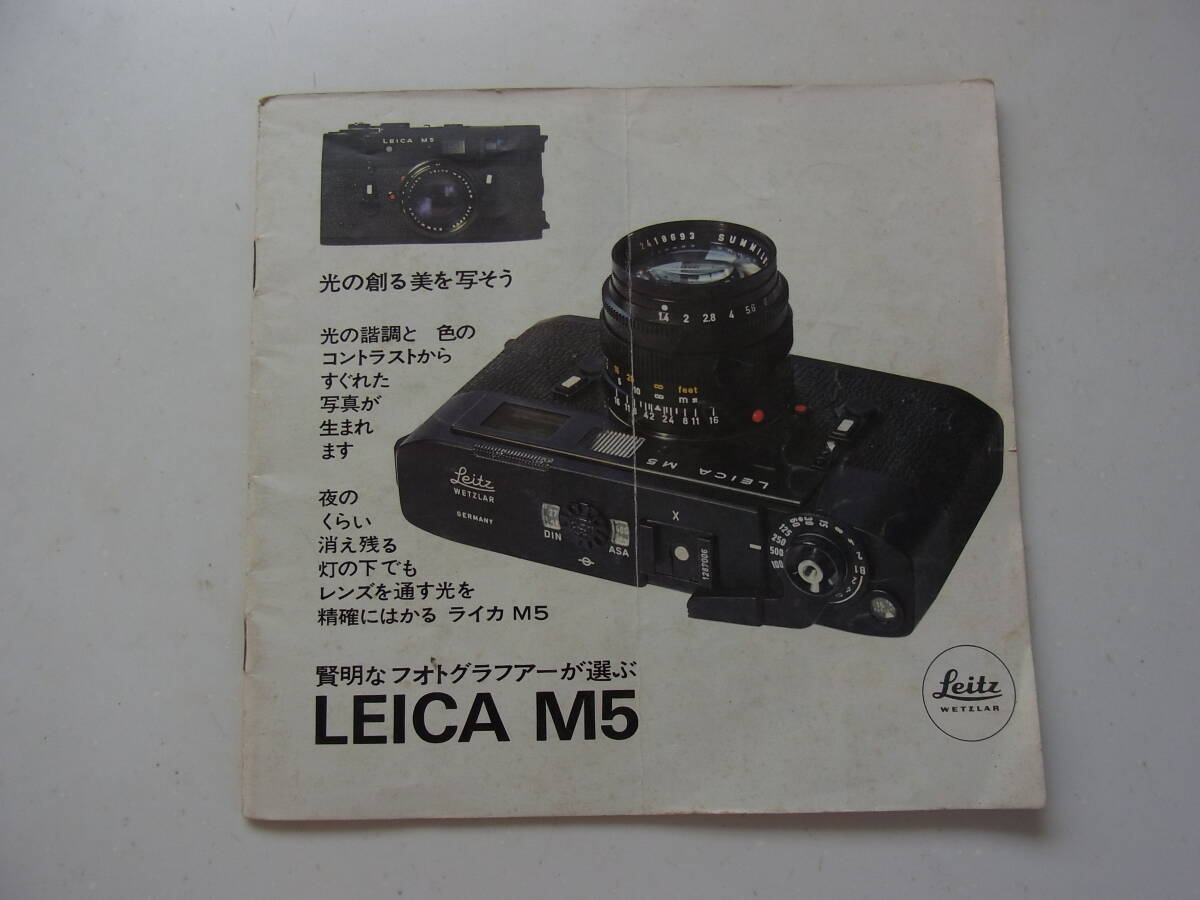 LEICA M5
光の創る美を写そう
光の諧調と 色の
コントラストから
すぐれた
写真が
生まれ
ます
夜の
くらい
消え残る
灯の下でも
レンズを通す光を
精確にはかる ライカ M5
賢明なフォトグラファーが選ぶ
LEICA M5
2418693 SUMMIL
1.4 2 2.8 4 5.6
feet
m
LEICA M5
Leitz
WETZLAR
GERMANY
DIN
ASA
X
1287006
Leitz
WETZLAR